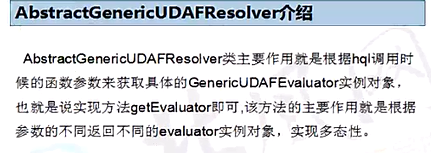 AbstractGenericUDAFResolver介绍
AbstractGenericUDAFResolver类主要作用就是根据hql调用时
候的函数参数来获取具体的GenericUDAFEvaluator实例对象，
也就是说实现方法getEvaluator即可,该方法的主要作用就是根据
参数的不同返回不同的evaluator实例对象，实现多态性。